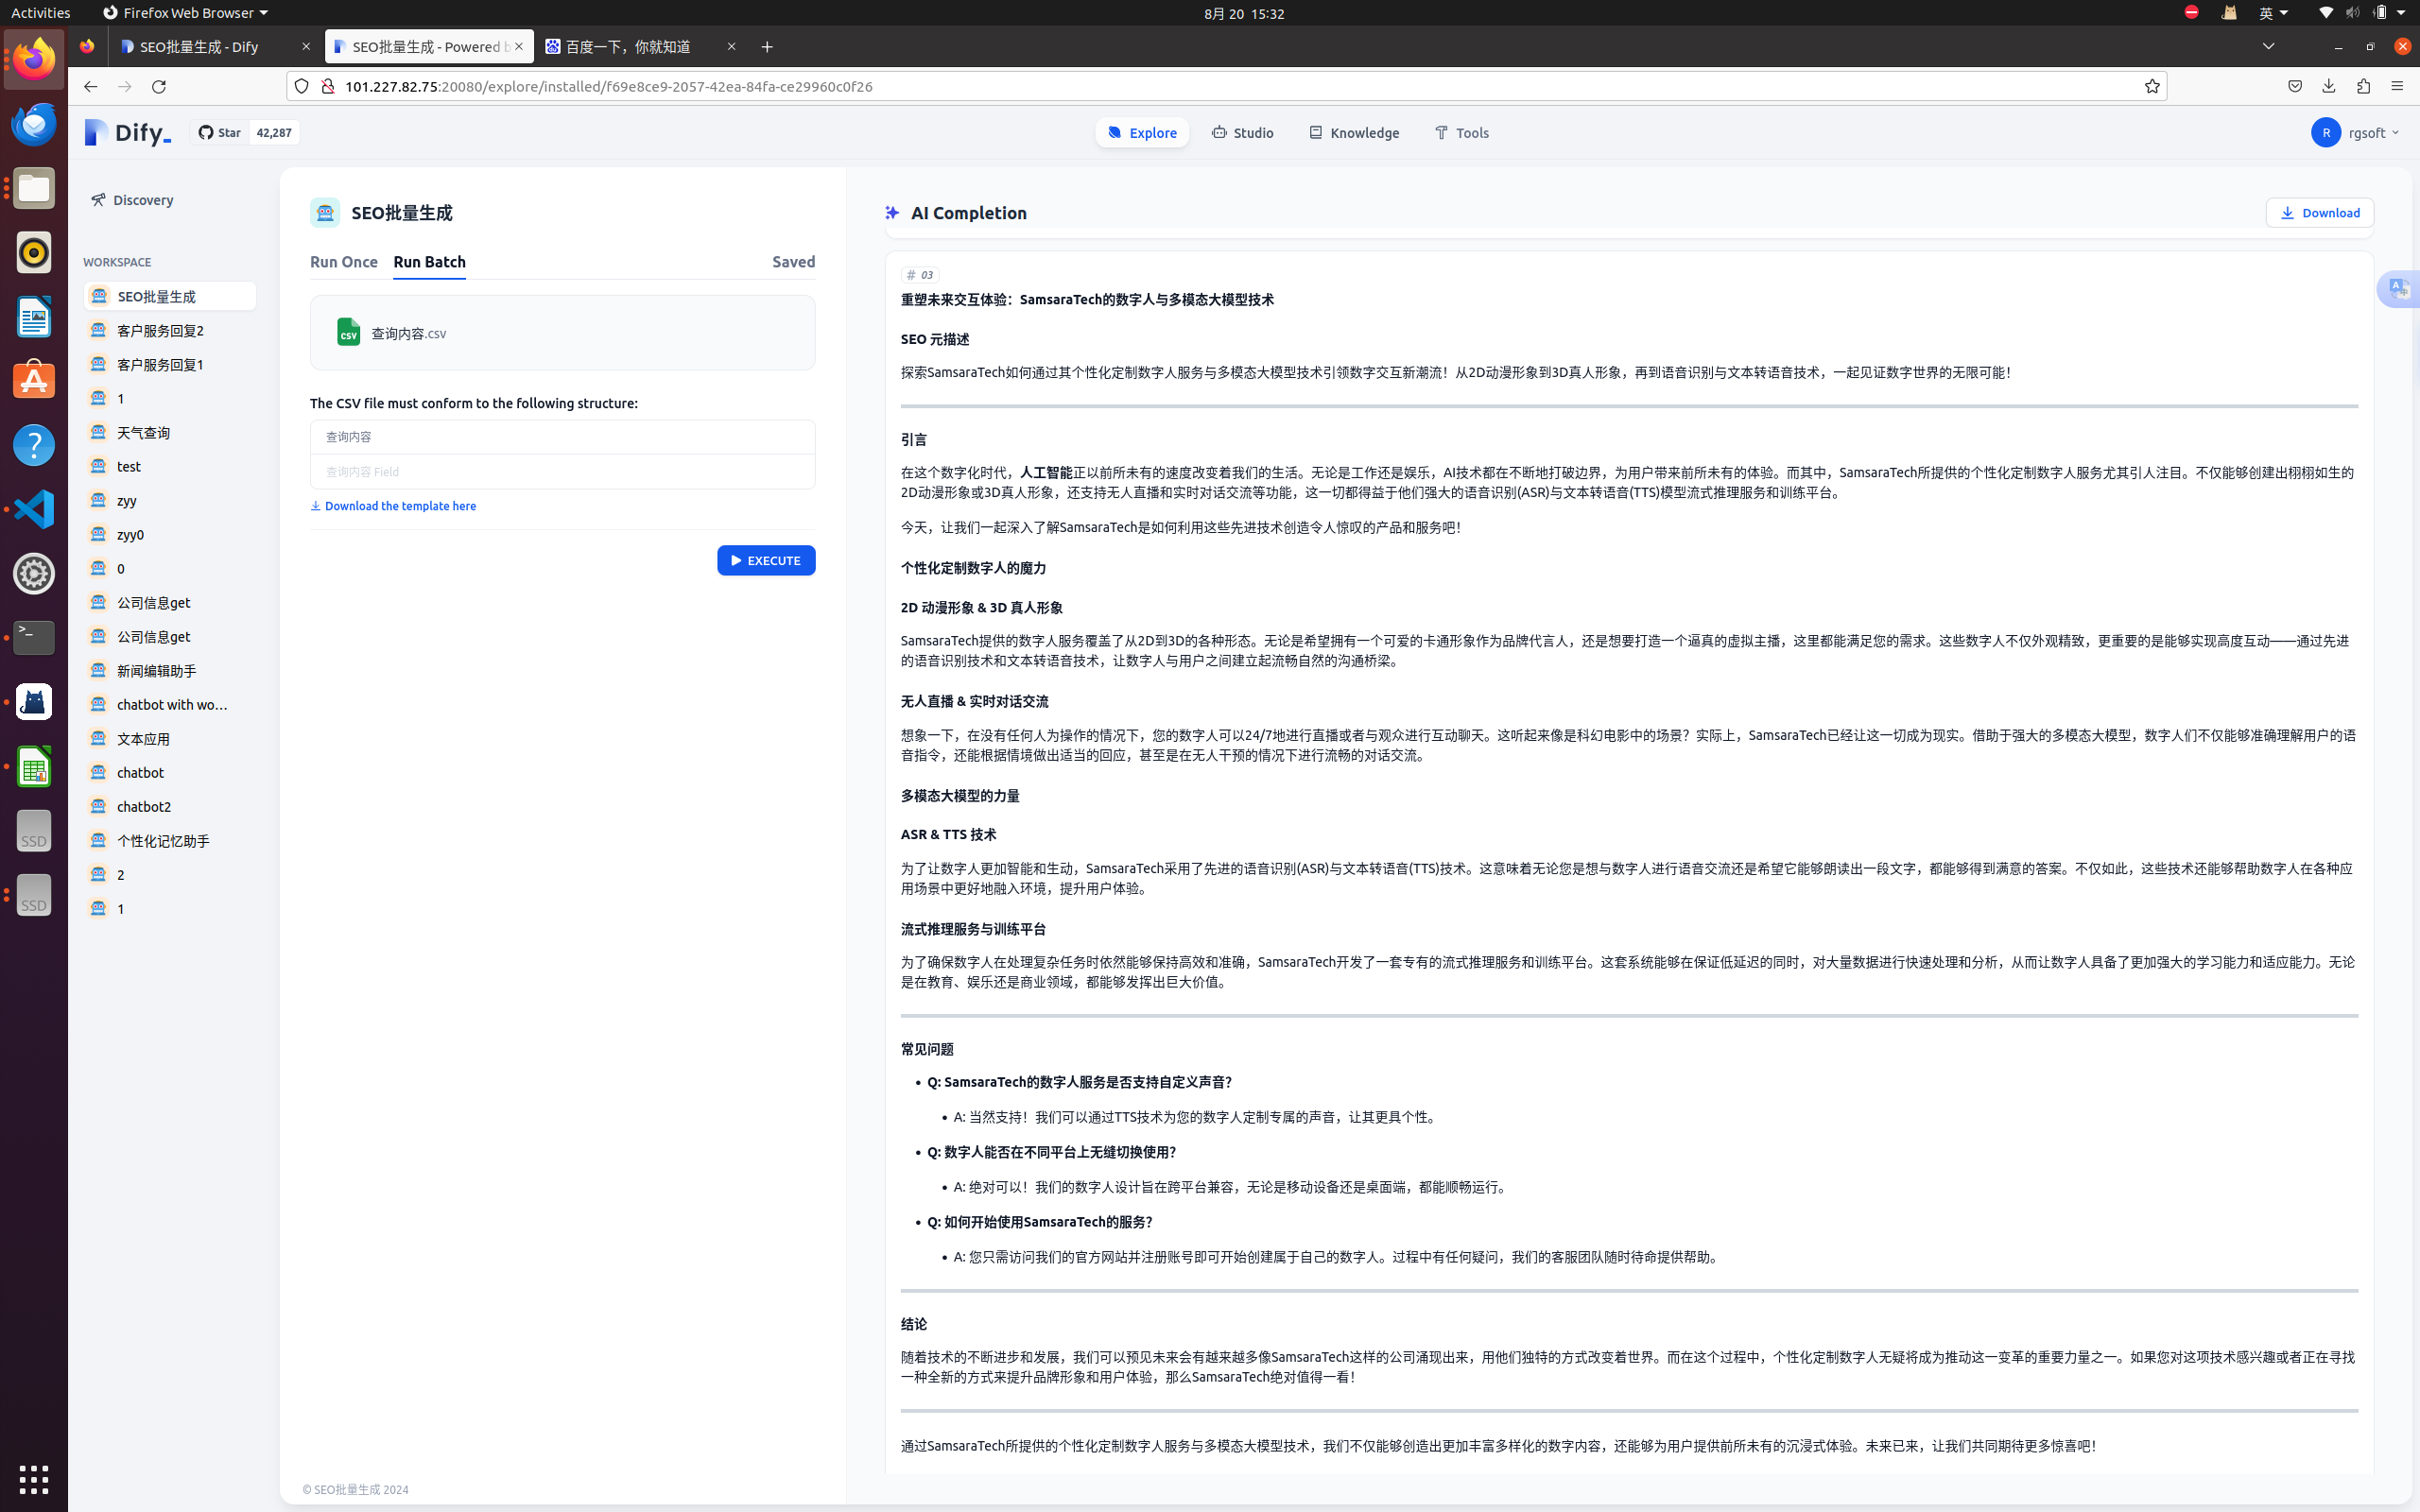 Activities
Firefox Web Browser
8月 20 15:32
英
SEO批量生成 - Dify
SEO批量生成 - Powered b
百度一下，你就知道
101.227.82.75:20080/explore/installed/f69e8ce9-2057-42ea-84fa-ce29960c0f26
Dify_
Star 42,287
Explore
Studio
Knowledge
Tools
R rgsoft
Discovery
WORKSPACE
SEO批量生成
客户服务回复2
客户服务回复1
1
天气查询
test
zyy
zyy0
0
公司信息get
公司信息get
新闻编辑助手
chatbot with wo…
文本应用
chatbot
chatbot2
个性化记忆助手
2
1
SSD
SSD
SEO批量生成
Run Once
Run Batch
Saved
CSV
查询内容.csv
The CSV file must conform to the following structure:
查询内容
查询内容 Field
Download the template here
EXECUTE
© SEO批量生成 2024
AI Completion
Download
# 03
重塑未来交互体验：SamsaraTech的数字人与多模态大模型技术
SEO 元描述
探索SamsaraTech如何通过其个性化定制数字人服务与多模态大模型技术引领数字交互新潮流！从2D动漫形象到3D真人形象，再到语音识别与文本转语音技术，一起见证数字世界的无限可能！
引言
在这个数字化时代，人工智能正以前所未有的速度改变着我们的生活。无论是工作还是娱乐，AI技术都在不断地打破边界，为用户带来前所未有的体验。而其中，SamsaraTech所提供的个性化定制数字人服务尤其引人注目。不仅能够创建出栩栩如生的
2D动漫形象或3D真人形象，还支持无人直播和实时对话交流等功能，这一切都得益于他们强大的语音识别(ASR)与文本转语音(TTS)模型流式推理服务和训练平台。
今天，让我们一起深入了解SamsaraTech是如何利用这些先进技术创造令人惊叹的产品和服务吧！
个性化定制数字人的魔力
2D 动漫形象 & 3D 真人形象
SamsaraTech提供的数字人服务覆盖了从2D到3D的各种形态。无论是希望拥有一个可爱的卡通形象作为品牌代言人，还是想要打造一个逼真的虚拟主播，这里都能满足您的需求。这些数字人不仅外观精致，更重要的是能够实现高度互动——通过先进
的语音识别技术和文本转语音技术，让数字人与用户之间建立起流畅自然的沟通桥梁。
无人直播 & 实时对话交流
想象一下，在没有任何人为操作的情况下，您的数字人可以24/7地进行直播或者与观众进行互动聊天。这听起来像是科幻电影中的场景？实际上，SamsaraTech已经让这一切成为现实。借助于强大的多模态大模型，数字人们不仅能够准确理解用户的语
音指令，还能根据情境做出适当的回应，甚至是在无人干预的情况下进行流畅的对话交流。
多模态大模型的力量
ASR & TTS 技术
为了让数字人更加智能和生动，SamsaraTech采用了先进的语音识别(ASR)与文本转语音(TTS)技术。这意味着无论您是想与数字人进行语音交流还是希望它能够朗读出一段文字，都能够得到满意的答案。不仅如此，这些技术还能够帮助数字人在各种应
用场景中更好地融入环境，提升用户体验。
流式推理服务与训练平台
为了确保数字人在处理复杂任务时依然能够保持高效和准确，SamsaraTech开发了一套专有的流式推理服务和训练平台。这套系统能够在保证低延迟的同时，对大量数据进行快速处理和分析，从而让数字人具备了更加强大的学习能力和适应能力。无论
是在教育、娱乐还是商业领域，都能够发挥出巨大价值。
常见问题
• Q: SamsaraTech的数字人服务是否支持自定义声音？
• A: 当然支持！我们可以通过TTS技术为您的数字人定制专属的声音，让其更具个性。
• Q: 数字人能否在不同平台上无缝切换使用？
• A: 绝对可以！我们的数字人设计旨在跨平台兼容，无论是移动设备还是桌面端，都能顺畅运行。
• Q: 如何开始使用SamsaraTech的服务？
• A: 您只需访问我们的官方网站并注册账号即可开始创建属于自己的数字人。过程中有任何疑问，我们的客服团队随时待命提供帮助。
结论
随着技术的不断进步和发展，我们可以预见未来会有越来越多像SamsaraTech这样的公司涌现出来，用他们独特的方式改变着世界。而在这个过程中，个性化定制数字人无疑将成为推动这一变革的重要力量之一。如果您对这项技术感兴趣或者正在寻找
一种全新的方式来提升品牌形象和用户体验，那么SamsaraTech绝对值得一看！
通过SamsaraTech所提供的个性化定制数字人服务与多模态大模型技术，我们不仅能够创造出更加丰富多样化的数字内容，还能够为用户提供前所未有的沉浸式体验。未来已来，让我们共同期待更多惊喜吧！